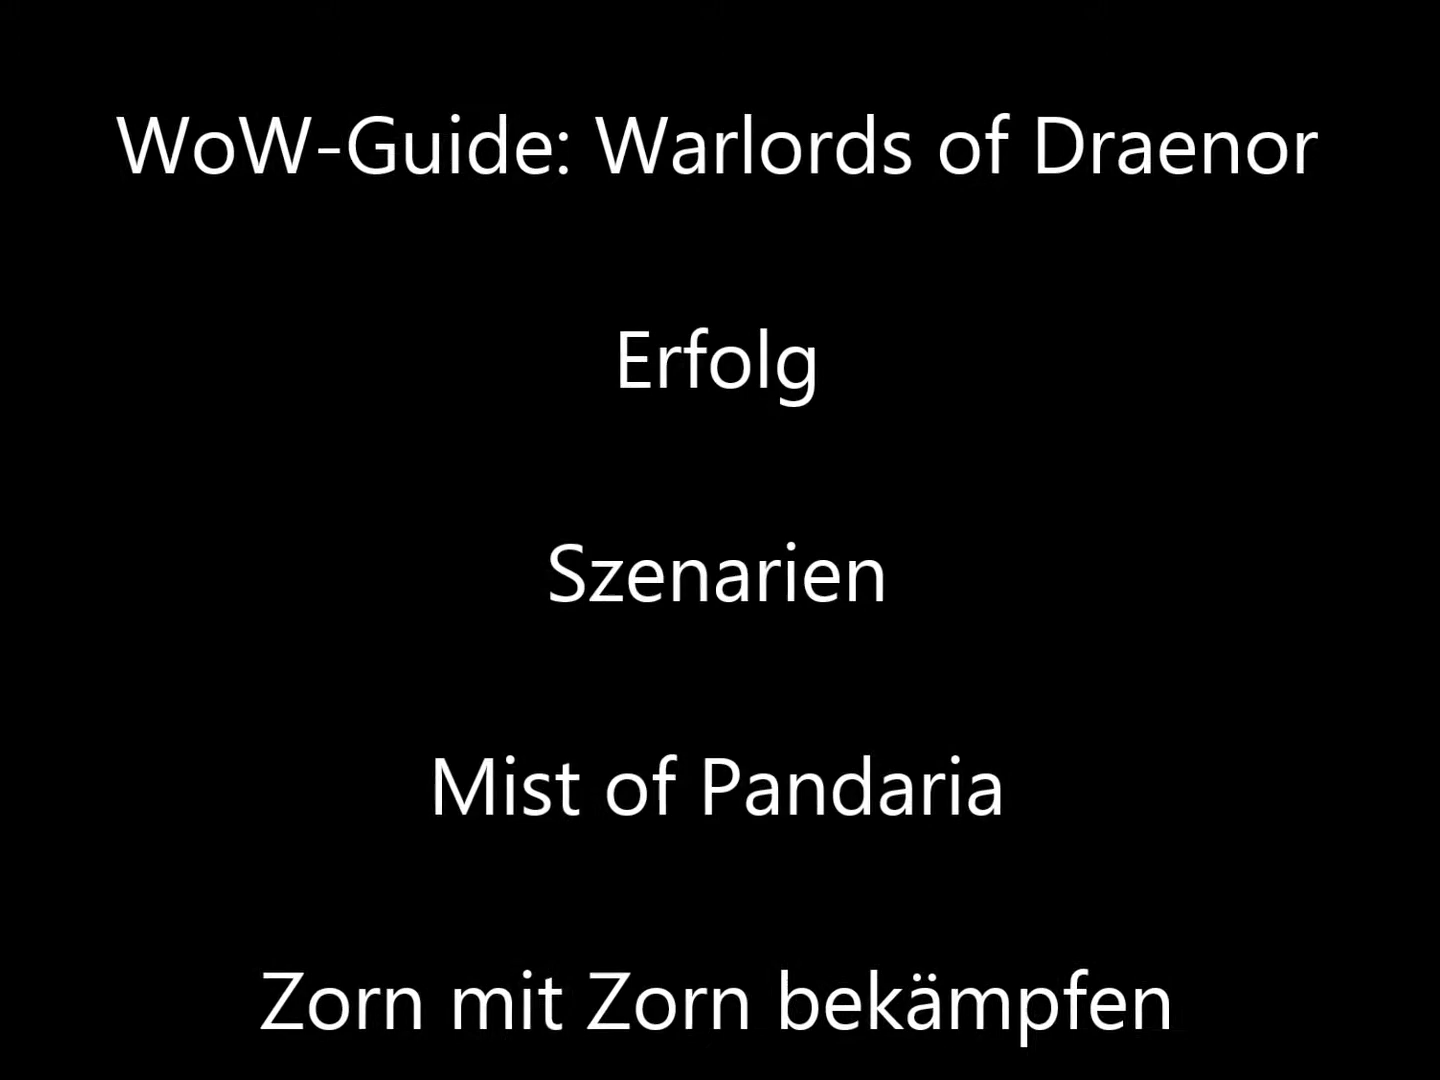 WoW-Guide: Warlords of Draenor
Erfolg
Szenarien
Mist of Pandaria
Zorn mit Zorn bekämpfen